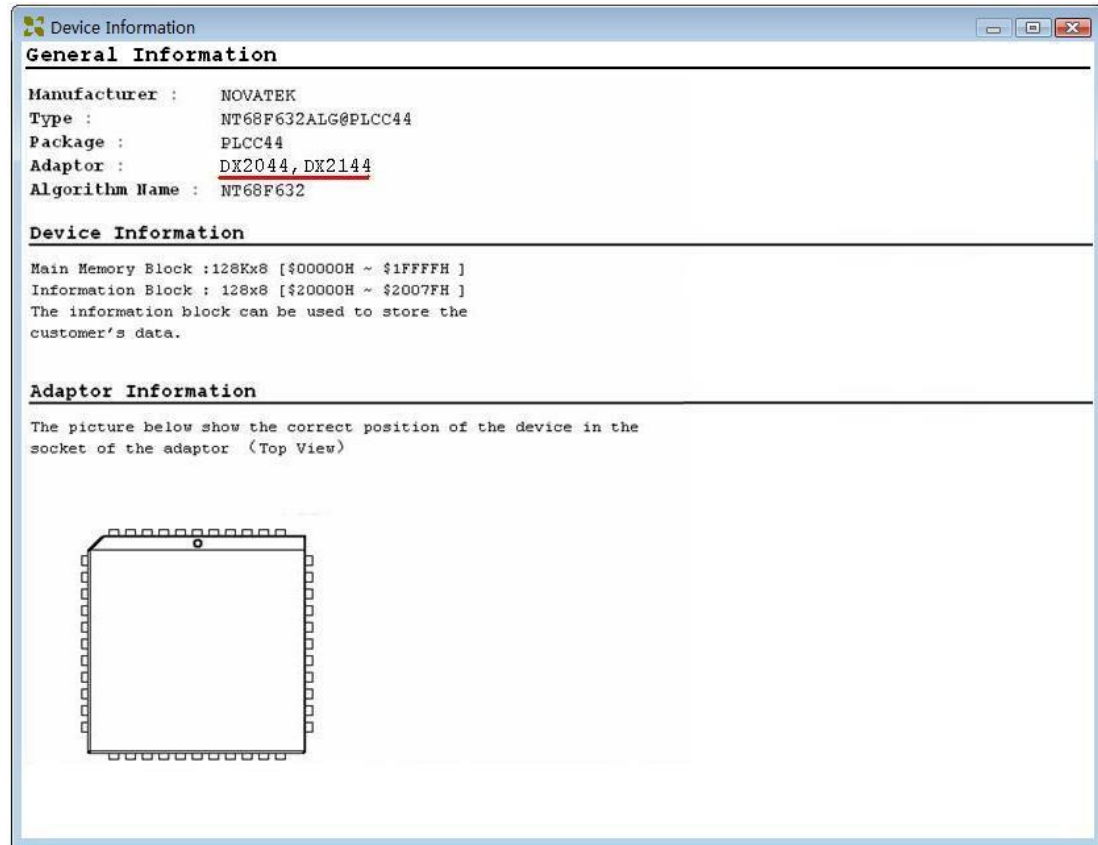 Device Information
General Information
Manufacturer : NOVATEK
Type : NT68F632ALG@PLCC44
Package : PLCC44
Adaptor : DX2044,DX2144
Algorithm Name : NT68F632
Device Information
Main Memory Block :128Kx8 [$00000H ~ $1FFFFH ]
Information Block : 128x8 [$20000H ~ $2007FH ]
The information block can be used to store the
customer's data.
Adaptor Information
The picture below show the correct position of the device in the
socket of the adaptor （Top View）